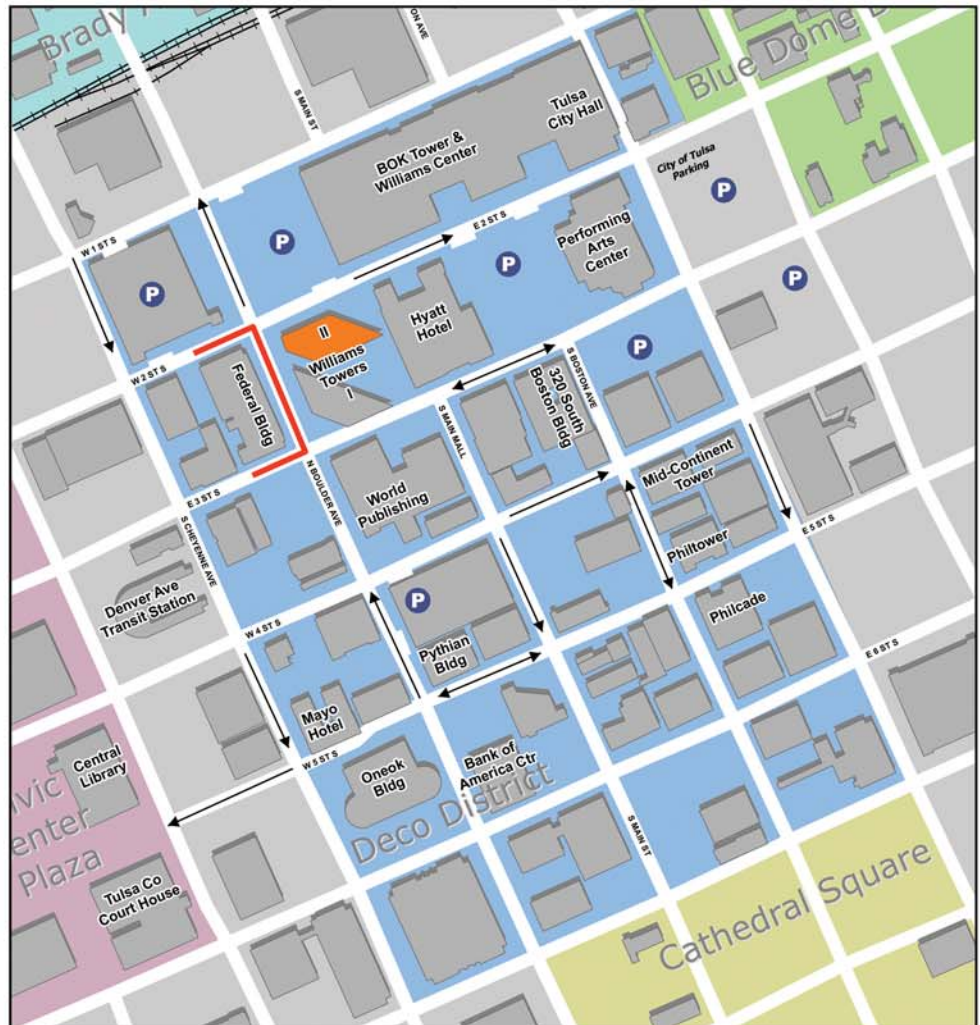 Brady
ON AVE
S MAIN ST
Blue Dome
Tulsa
City Hall
BOK Tower &
Williams Center
City of Tulsa
Parking
P
W 1 ST S
P
E 2 ST S
Performing
Arts
Center
P
P
P
Hyatt
Hotel
II
Williams
Towers
I
P
W 2 ST S
Federal Bldg
S BOSTON AVE
320 South
Boston Bldg
S MAIN MALL
N BOULDER AVE
World
Publishing
Mid-Continent
Tower
E 3 ST S
S CHEYENNE AVE
E 5 ST S
Philtower
Denver Ave
Transit Station
P
Philcade
W 4 ST S
Pythian
Bldg
E 6 ST S
Mayo
Hotel
W 5 ST S
Central
Library
Oneok
Bldg
Bank of
America Ctr
Deco District
S MAIN ST
ivic
enter
Plaza
Tulsa Co
Court House
Cathedral Square